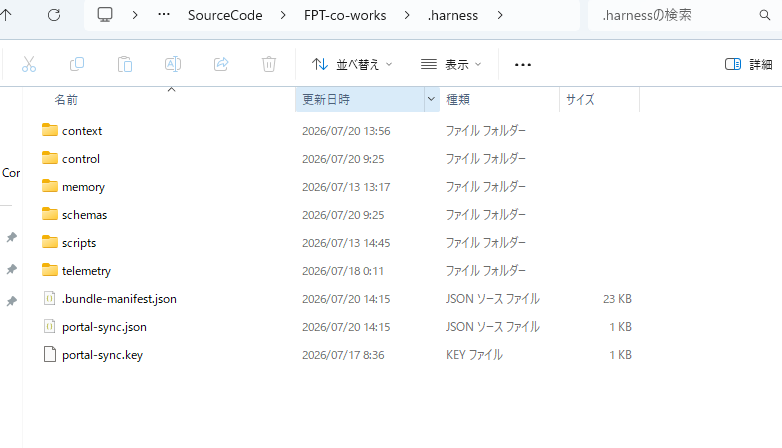 SourceCode > FPT-co-works > .harness > .harnessの検索
並べ替え 表示 ... 詳細
名前 更新日時 種類 サイズ
context 2026/07/20 13:56 ファイル フォルダー
control 2026/07/20 9:25 ファイル フォルダー
memory 2026/07/13 13:17 ファイル フォルダー
schemas 2026/07/20 9:25 ファイル フォルダー
scripts 2026/07/13 14:45 ファイル フォルダー
telemetry 2026/07/18 0:11 ファイル フォルダー
.bundle-manifest.json 2026/07/20 14:15 JSON ソース ファイル 23 KB
portal-sync.json 2026/07/20 14:15 JSON ソース ファイル 1 KB
portal-sync.key 2026/07/17 8:36 KEY ファイル 1 KB